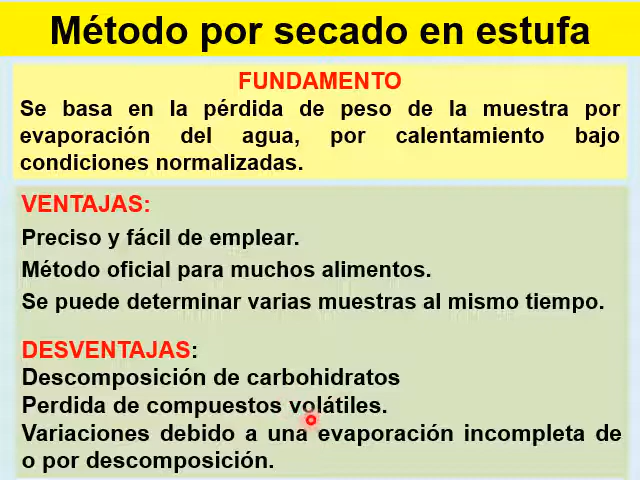 Método por secado en estufa
FUNDAMENTO
Se basa en la pérdida de peso de la muestra por
evaporación del agua, por calentamiento bajo
condiciones normalizadas.
VENTAJAS:
Preciso y fácil de emplear.
Método oficial para muchos alimentos.
Se puede determinar varias muestras al mismo tiempo.
DESVENTAJAS:
Descomposición de carbohidratos
Perdida de compuestos volátiles.
Variaciones debido a una evaporación incompleta de
o por descomposición.